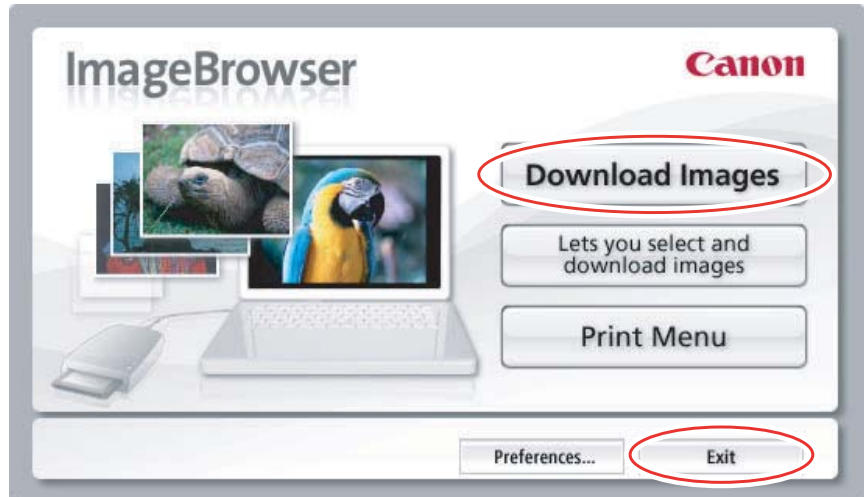 ImageBrowser
Canon
Download Images
Lets you select and
download images
Print Menu
Preferences...
Exit